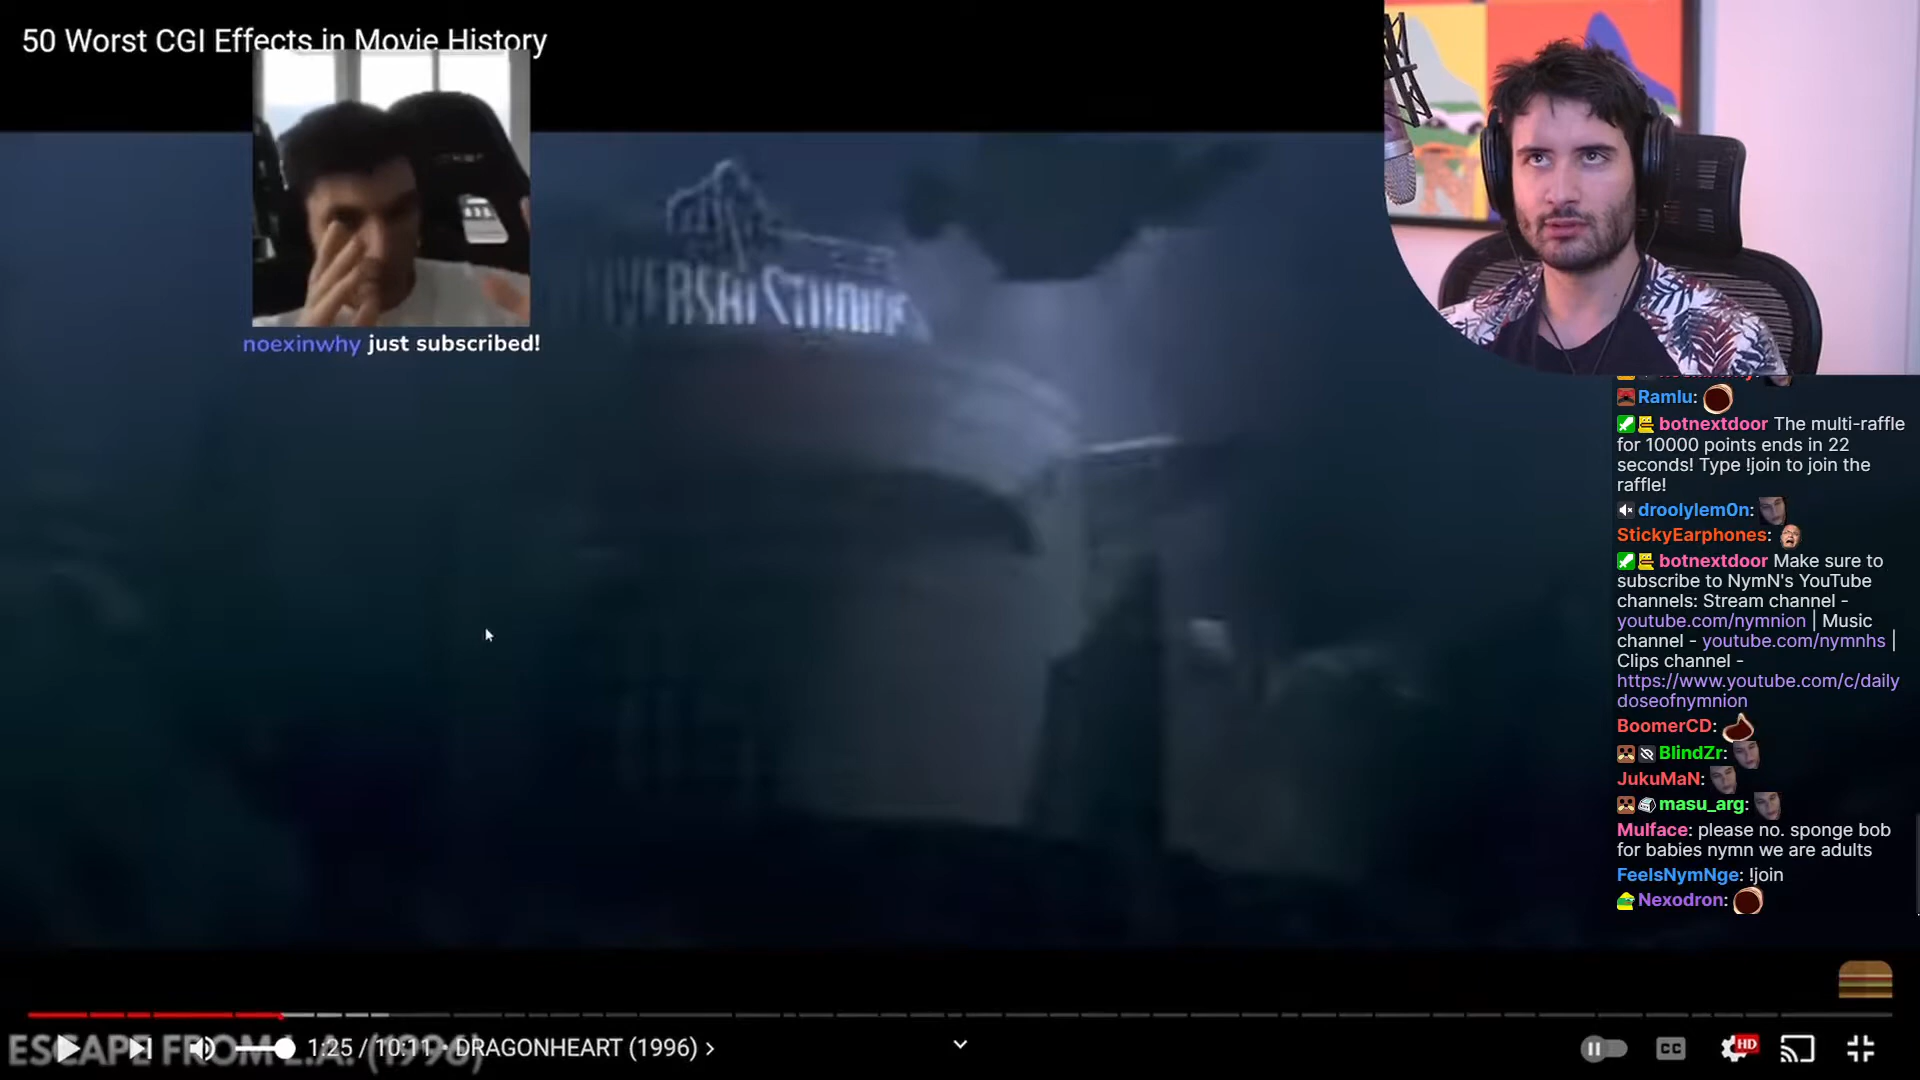 50 Worst CGI Effects in Movie History
noexinwhy just subscribed!
Ramlu:
botnextdoor The multi-raffle
for 10000 points ends in 22
seconds! Type !join to join the
raffle!
droolylem0n:
StickyEarphones:
botnextdoor Make sure to
subscribe to NymN's YouTube
channels: Stream channel -
youtube.com/nymnion | Music
channel - youtube.com/nymnhs |
Clips channel -
https://www.youtube.com/c/daily
doseofnymnion
BoomerCD:
BlindZr:
JukuMaN:
masu_arg:
Mulface: please no. sponge bob
for babies nymn we are adults
FeelsNymNge: !join
Nexodron:
ESCAPE FROM L.A. (1996)
1:25 / 10:11 • DRAGONHEART (1996) >
CC
HD